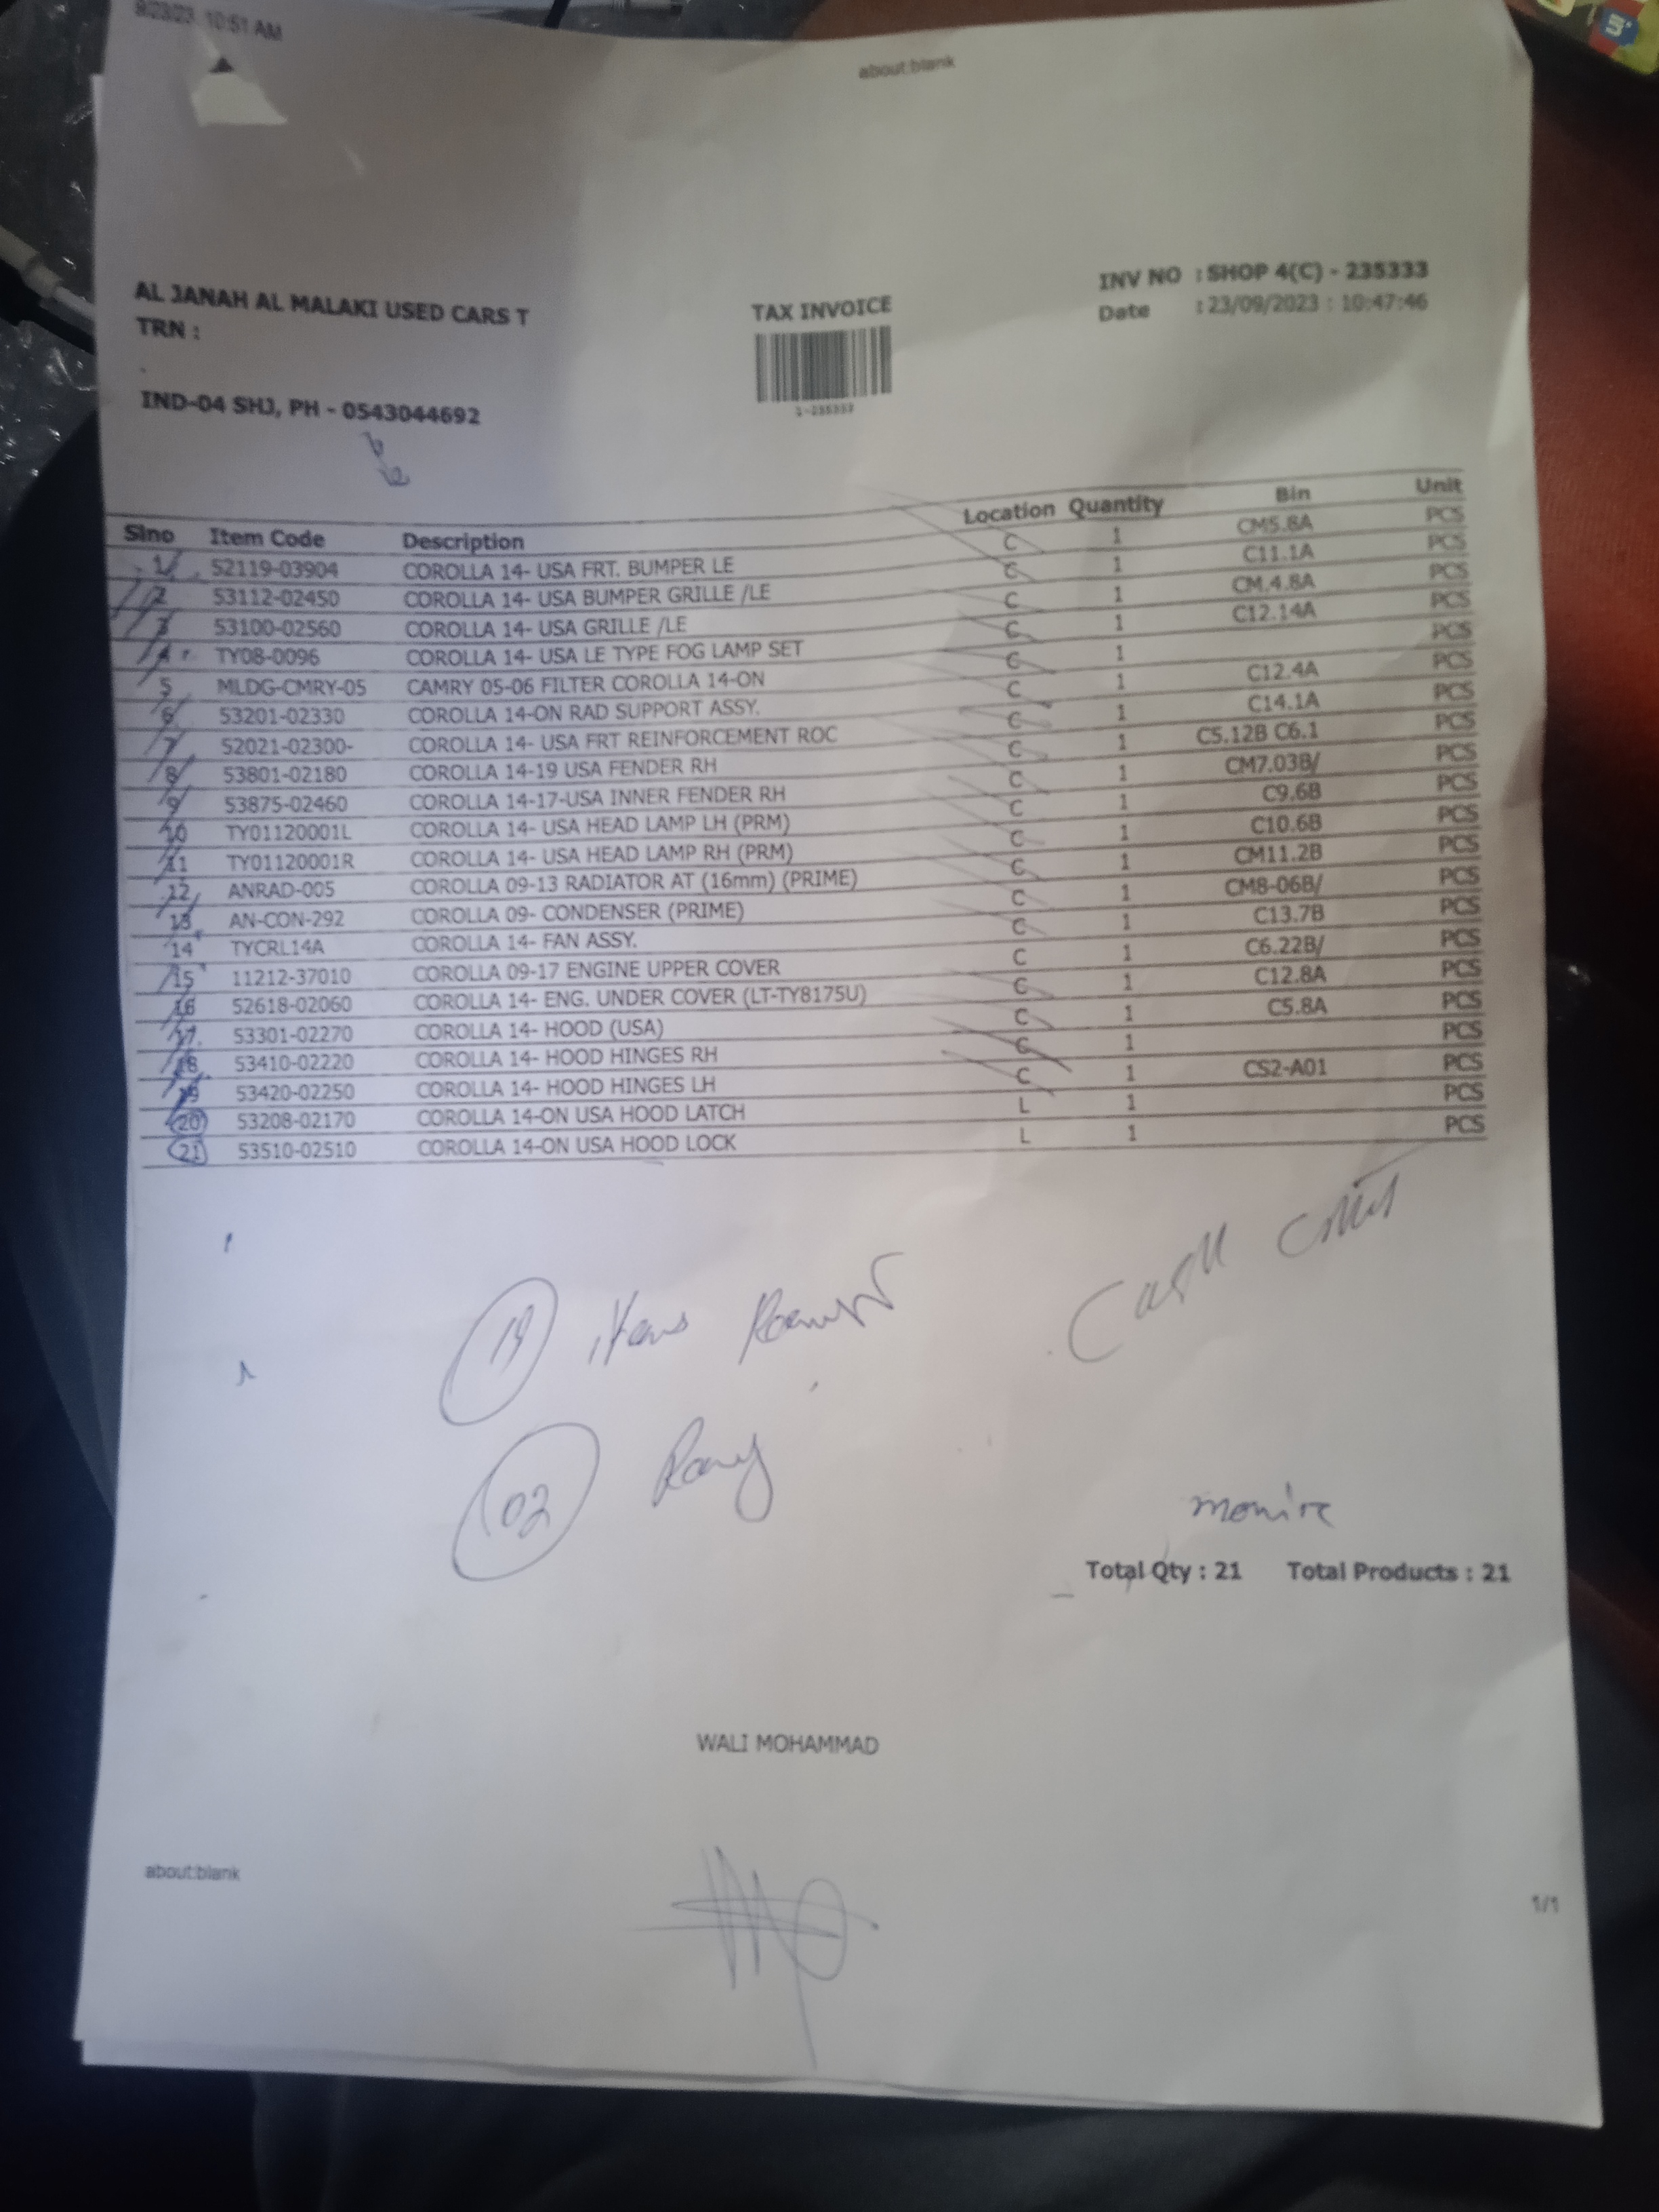 9/23/23, 10:51 AM
about:blank
AL JANAH AL MALAKI USED CARS T
TRN :
.
IND-04 SHJ, PH - 0543044692
TAX INVOICE
1-235333
INV NO : SHOP 4(C) - 235333
Date : 23/09/2023 : 10:47:46
Slno Item Code Description Location Quantity Bin Unit
1 52119-03904 COROLLA 14- USA FRT. BUMPER LE C 1 CM5.8A PCS
2 53112-02450 COROLLA 14- USA BUMPER GRILLE /LE C 1 C11.1A PCS
3 53100-02560 COROLLA 14- USA GRILLE /LE C 1 CM.4.8A PCS
4 TY08-0096 COROLLA 14- USA LE TYPE FOG LAMP SET C 1 C12.14A PCS
5 MLDG-CMRY-05 CAMRY 05-06 FILTER COROLLA 14-ON C 1 PCS
6 53201-02330 COROLLA 14-ON RAD SUPPORT ASSY. C 1 C12.4A PCS
7 52021-02300- COROLLA 14- USA FRT REINFORCEMENT ROC C 1 C14.1A PCS
8 53801-02180 COROLLA 14-19 USA FENDER RH C 1 C5.12B C6.1 PCS
9 53875-02460 COROLLA 14-17-USA INNER FENDER RH C 1 CM7.03B/ PCS
10 TY01120001L COROLLA 14- USA HEAD LAMP LH (PRM) C 1 C9.6B PCS
11 TY01120001R COROLLA 14- USA HEAD LAMP RH (PRM) C 1 C10.6B PCS
12 ANRAD-005 COROLLA 09-13 RADIATOR AT (16mm) (PRIME) C 1 CM11.2B PCS
13 AN-CON-292 COROLLA 09- CONDENSER (PRIME) C 1 CM8-06B/ PCS
14 TYCRL14A COROLLA 14- FAN ASSY. C 1 C13.7B PCS
15 11212-37010 COROLLA 09-17 ENGINE UPPER COVER C 1 C6.22B/ PCS
16 52618-02060 COROLLA 14- ENG. UNDER COVER (LT-TY8175U) C 1 C12.8A PCS
17 53301-02270 COROLLA 14- HOOD (USA) C 1 C5.8A PCS
18 53410-02220 COROLLA 14- HOOD HINGES RH C 1 PCS
19 53420-02250 COROLLA 14- HOOD HINGES LH C 1 CS2-A01 PCS
20 53208-02170 COROLLA 14-ON USA HOOD LATCH L 1 PCS
21 53510-02510 COROLLA 14-ON USA HOOD LOCK L 1 PCS
19 items
Cash
02
monire
Total Qty : 21 Total Products : 21
WALI MOHAMMAD
about:blank
1/1